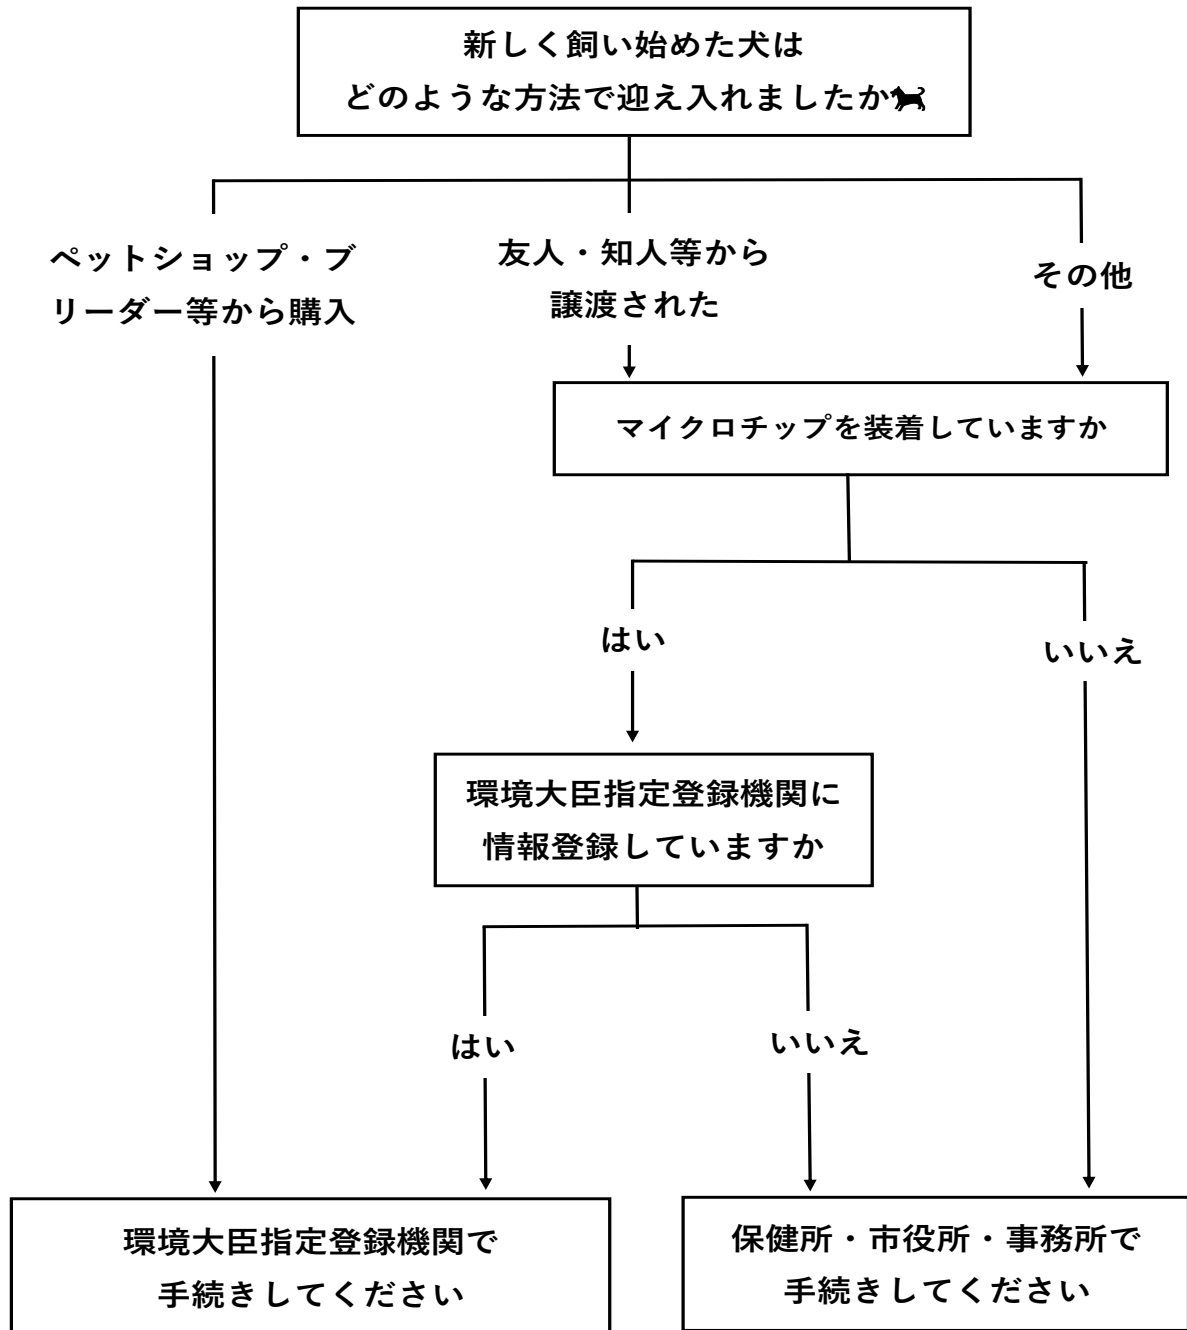 新しく飼い始めた犬は
どのような方法で迎え入れましたか
ペットショップ・ブ
リーダー等から購入
友人・知人等から
譲渡された
その他
マイクロチップを装着していますか
はい
いいえ
環境大臣指定登録機関に
情報登録していますか
はい
いいえ
環境大臣指定登録機関で
手続きしてください
保健所・市役所・事務所で
手続きしてください